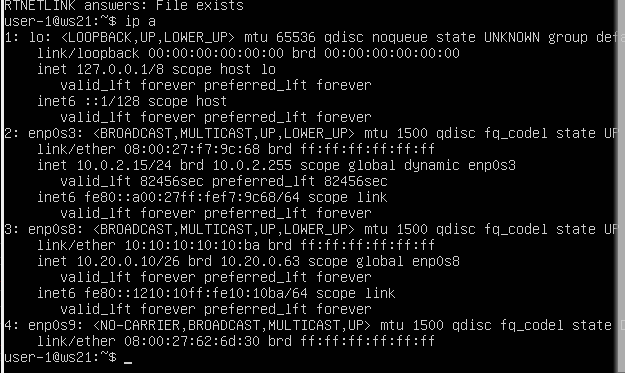 RTNETLINK answers: File exists
user-1@ws21:~$ ip a
1: lo: <LOOPBACK,UP,LOWER_UP> mtu 65536 qdisc noqueue state UNKNOWN group defa
link/loopback 00:00:00:00:00:00 brd 00:00:00:00:00:00
inet 127.0.0.1/8 scope host lo
valid_lft forever preferred_lft forever
inet6 ::1/128 scope host
valid_lft forever preferred_lft forever
2: enp0s3: <BROADCAST,MULTICAST,UP,LOWER_UP> mtu 1500 qdisc fq_codel state UP
link/ether 08:00:27:f7:9c:68 brd ff:ff:ff:ff:ff:ff
inet 10.0.2.15/24 brd 10.0.2.255 scope global dynamic enp0s3
valid_lft 82456sec preferred_lft 82456sec
inet6 fe80::a00:27ff:fef7:9c68/64 scope link
valid_lft forever preferred_lft forever
3: enp0s8: <BROADCAST,MULTICAST,UP,LOWER_UP> mtu 1500 qdisc fq_codel state UP
link/ether 10:10:10:10:10:ba brd ff:ff:ff:ff:ff:ff
inet 10.20.0.10/26 brd 10.20.0.63 scope global enp0s8
valid_lft forever preferred_lft forever
inet6 fe80::1210:10ff:fe10:10ba/64 scope link
valid_lft forever preferred_lft forever
4: enp0s9: <NO-CARRIER,BROADCAST,MULTICAST,UP> mtu 1500 qdisc fq_codel state D
link/ether 08:00:27:62:6d:30 brd ff:ff:ff:ff:ff:ff
user-1@ws21:~$ _